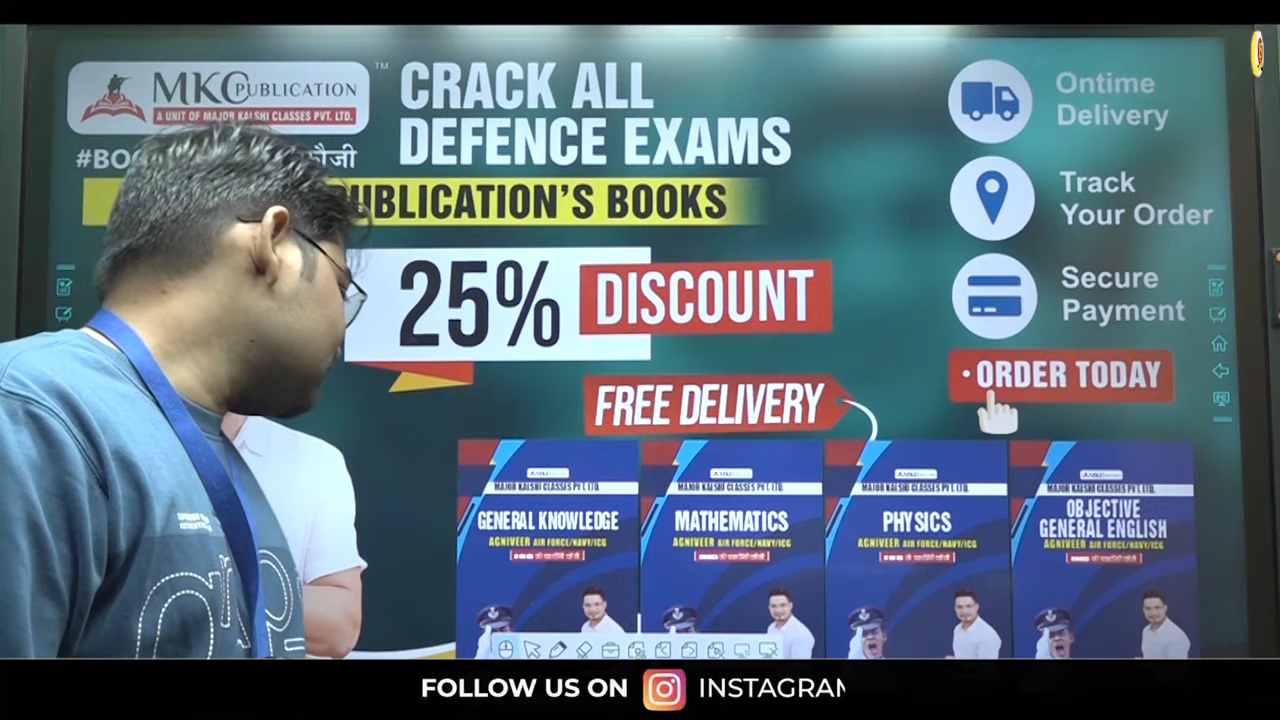 MKC PUBLICATION
TM
A UNIT OF MAJOR KALSHI CLASSES PVT. LTD.
CRACK ALL
DEFENCE EXAMS
PUBLICATION'S BOOKS
25% DISCOUNT
FREE DELIVERY
Ontime
Delivery
Track
Your Order
Secure
Payment
• ORDER TODAY
MAJOR KALSHI CLASSES PVT. LTD.
GENERAL KNOWLEDGE
AGNIVEER AIR FORCE/NAVY/ICG
MAJOR KALSHI CLASSES PVT. LTD.
MATHEMATICS
AGNIVEER AIR FORCE/NAVY/ICG
MAJOR KALSHI CLASSES PVT. LTD.
PHYSICS
AGNIVEER AIR FORCE/NAVY/ICG
MAJOR KALSHI CLASSES PVT. LTD.
OBJECTIVE
GENERAL ENGLISH
AGNIVEER AIR FORCE/NAVY/ICG
FOLLOW US ON INSTAGRAM